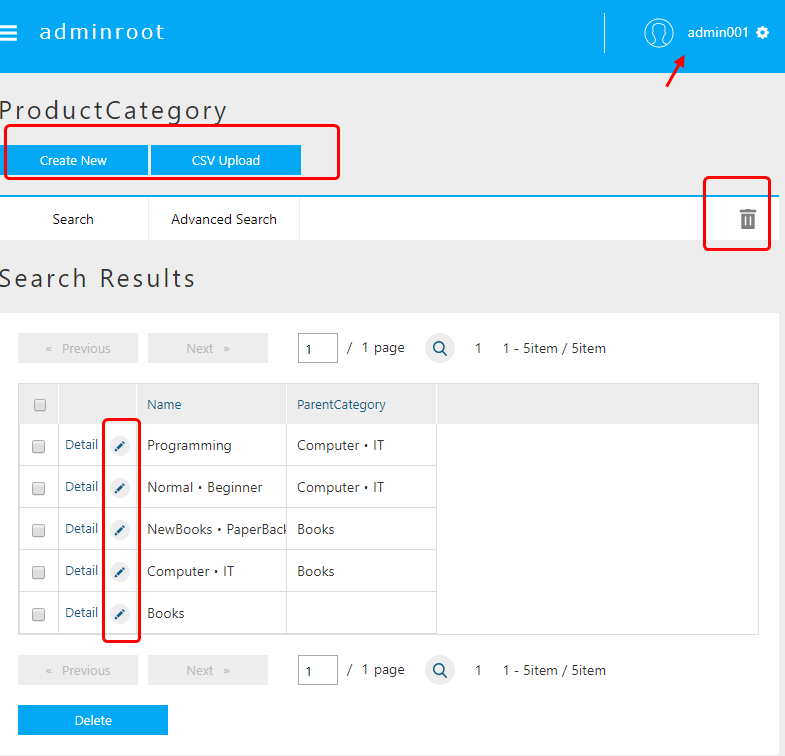 adminroot
admin001
ProductCategory
Create New CSV Upload
Search Advanced Search
Search Results
« Previous Next » 1 / 1 page 1 1 - 5item / 5item
Name ParentCategory
Detail Programming Computer・IT
Detail Normal・Beginner Computer・IT
Detail NewBooks・PaperBack Books
Detail Computer・IT Books
Detail Books
« Previous Next » 1 / 1 page 1 1 - 5item / 5item
Delete